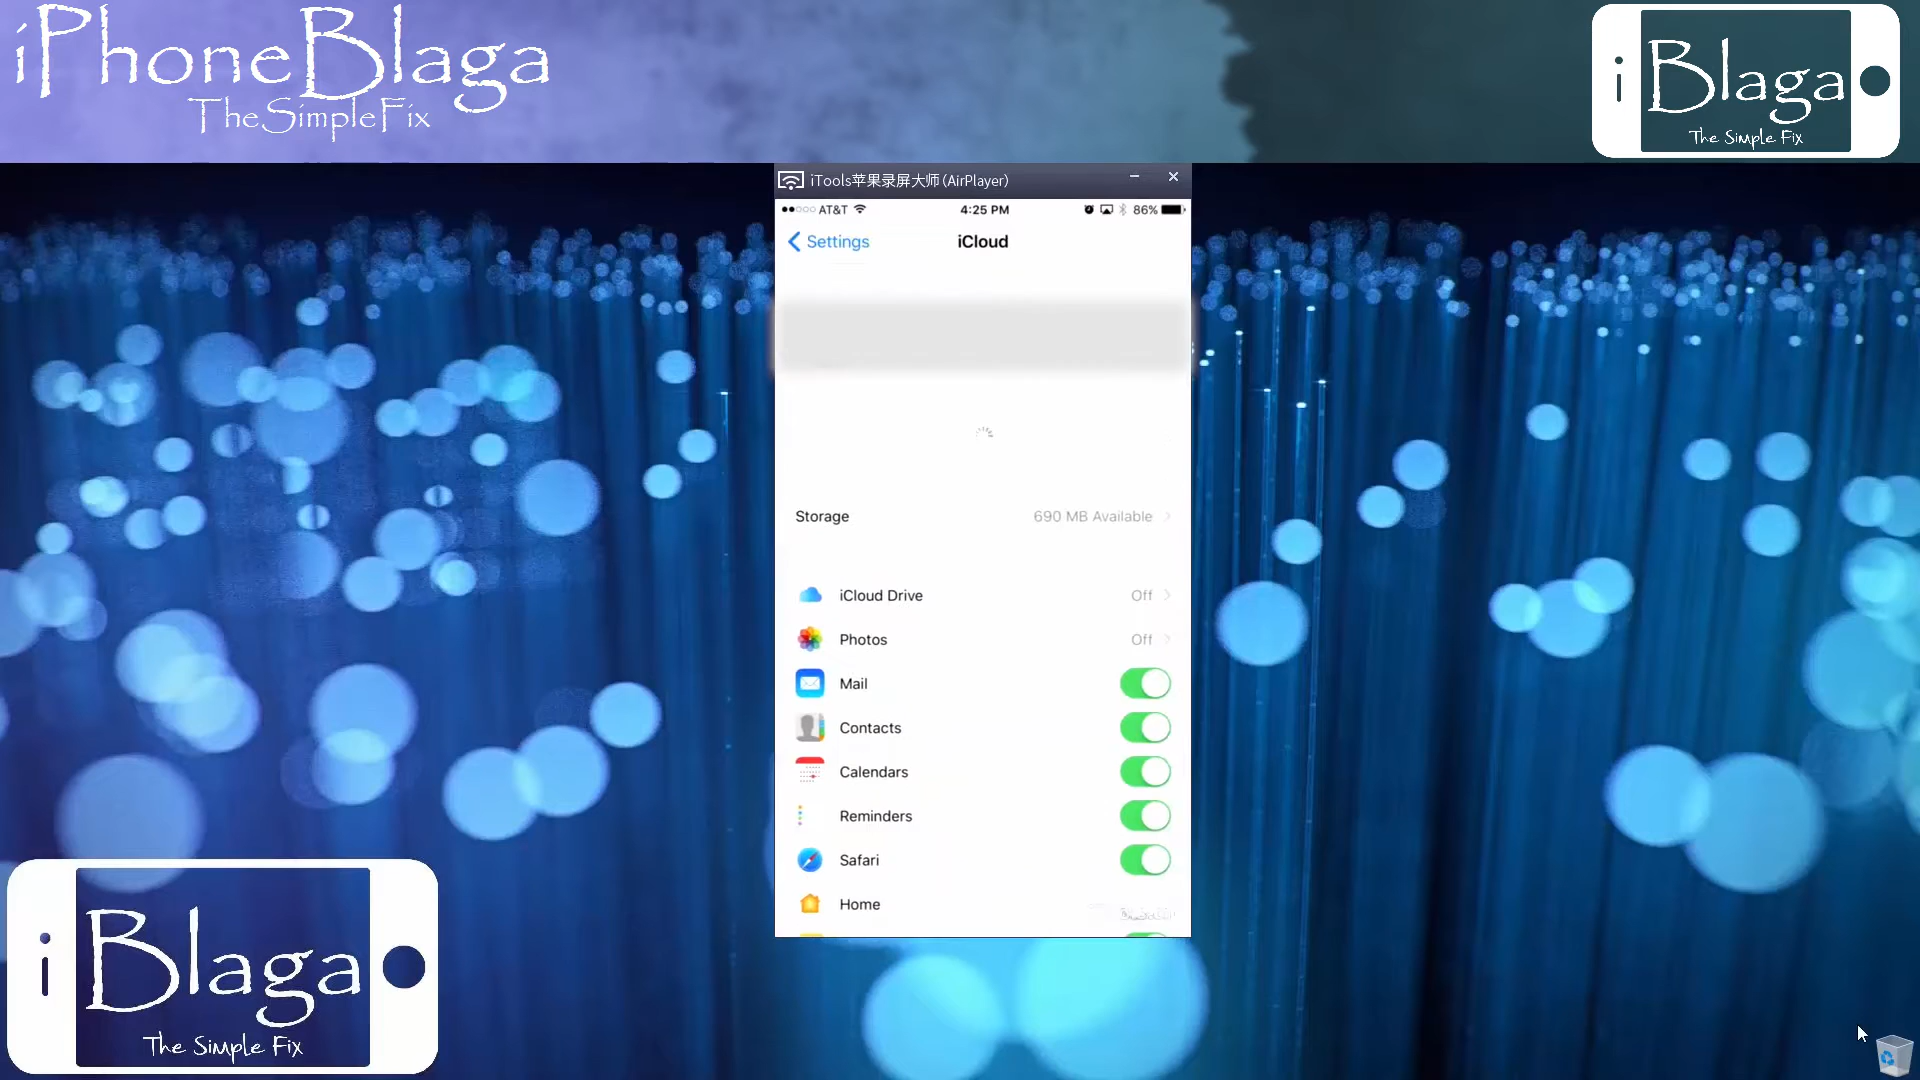 iPhoneBlaga
TheSimpleFix
i Blaga
The Simple Fix
iTools苹果录屏大师(AirPlayer)
AT&T 4:25 PM 86%
Settings iCloud
Storage 690 MB Available
iCloud Drive Off
Photos Off
Mail
Contacts
Calendars
Reminders
Safari
Home
i Blaga
The Simple Fix